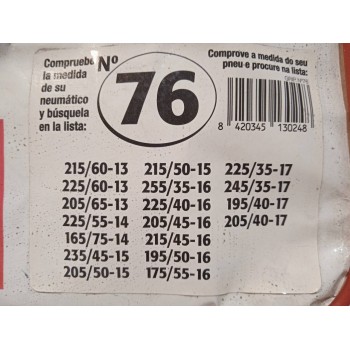 Compruebe
la medida
de su
neumático
y búsquela
en la lista:
Nº
76
Comprove a medida do seu
pneu e procure na lista:
8 420345 130248
215/60-13 215/50-15 225/35-17
225/60-13 255/35-16 245/35-17
205/65-13 225/40-16 195/40-17
225/55-14 205/45-16 205/40-17
165/75-14 215/45-16
235/45-15 195/50-16
205/50-15 175/55-16